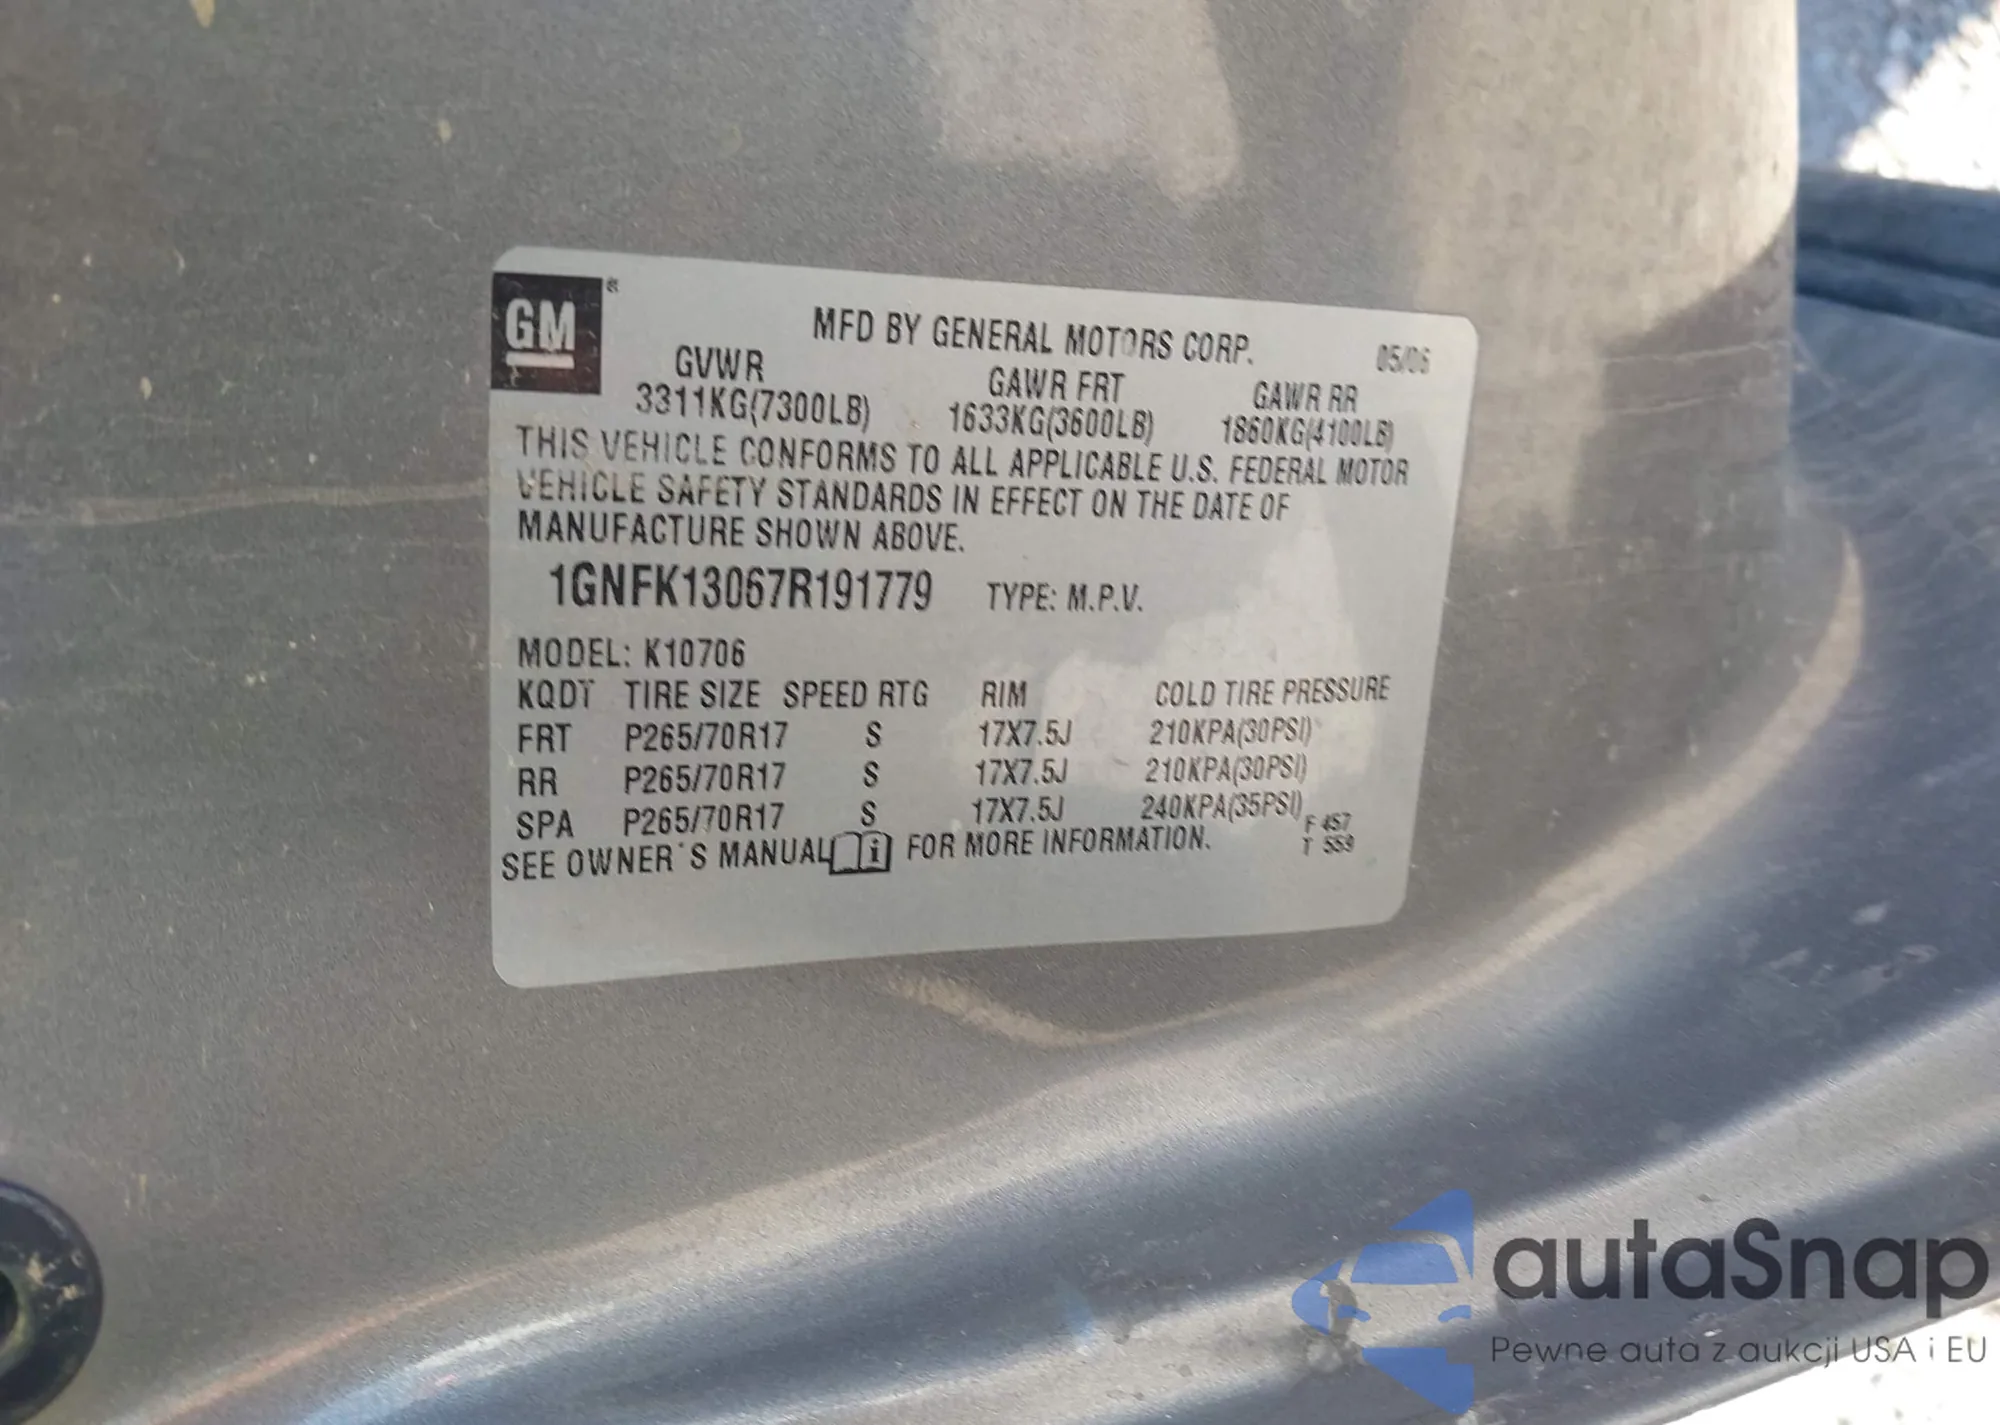 GM ®
MFD BY GENERAL MOTORS CORP. 05/06
GVWR GAWR FRT GAWR RR
3311KG(7300LB) 1633KG(3600LB) 1860KG(4100LB)
THIS VEHICLE CONFORMS TO ALL APPLICABLE U.S. FEDERAL MOTOR
VEHICLE SAFETY STANDARDS IN EFFECT ON THE DATE OF
MANUFACTURE SHOWN ABOVE.
1GNFK13067R191779 TYPE: M.P.V.
MODEL: K10706
KQDT TIRE SIZE SPEED RTG RIM COLD TIRE PRESSURE
FRT P265/70R17 S 17X7.5J 210KPA(30PSI)
RR P265/70R17 S 17X7.5J 210KPA(30PSI)
SPA P265/70R17 S 17X7.5J 240KPA(35PSI)
F 457
T 559
SEE OWNER'S MANUAL i FOR MORE INFORMATION.
autaSnap
Pewne auta z aukcji USA i EU